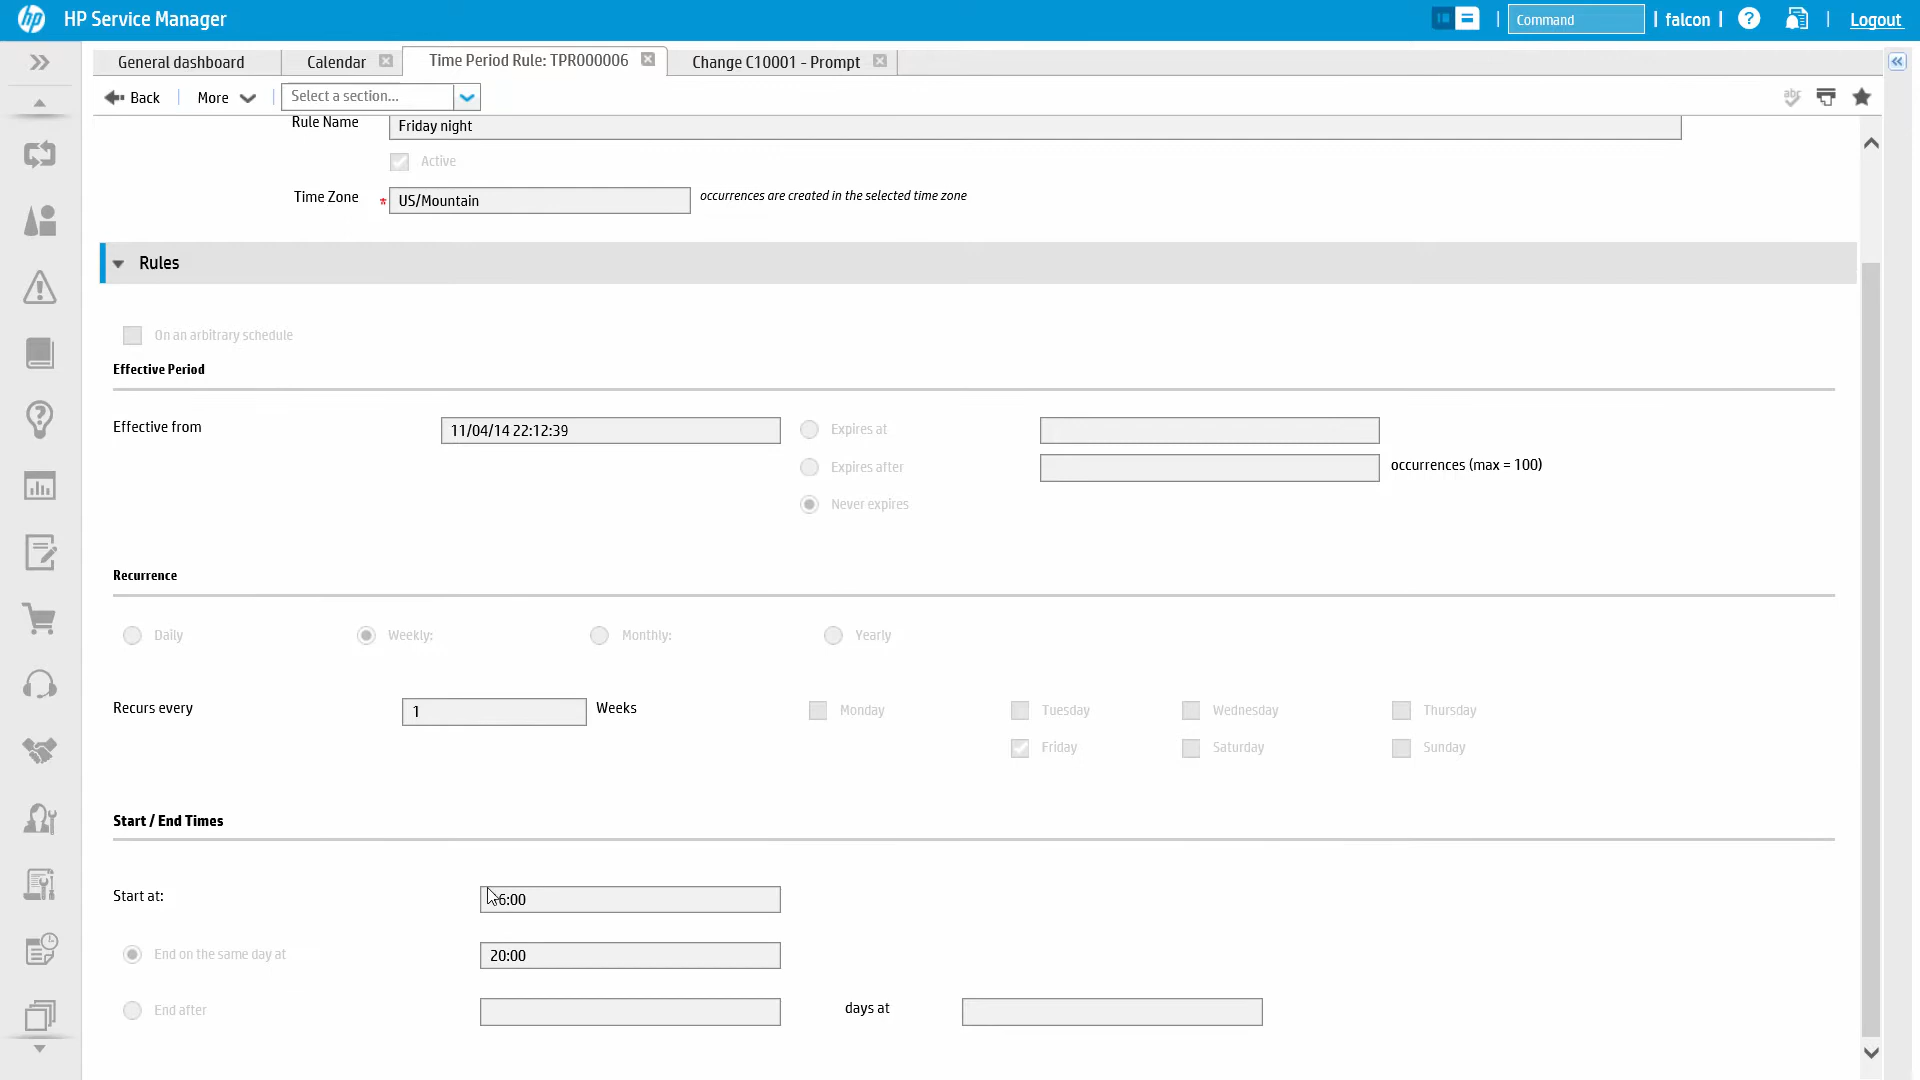 hp HP Service Manager Command falcon ? Logout
General dashboard Calendar Time Period Rule: TPR000006 Change C10001 - Prompt
Back More Select a section... abc
Rule Name Friday night
Active
Time Zone * US/Mountain occurrences are created in the selected time zone
Rules
On an arbitrary schedule
Effective Period
Effective from 11/04/14 22:12:39 Expires at
Expires after occurrences (max = 100)
Never expires
Recurrence
Daily Weekly: Monthly: Yearly
Recurs every 1 Weeks Monday Tuesday Wednesday Thursday
Friday Saturday Sunday
Start / End Times
Start at: 6:00
End on the same day at 20:00
End after days at